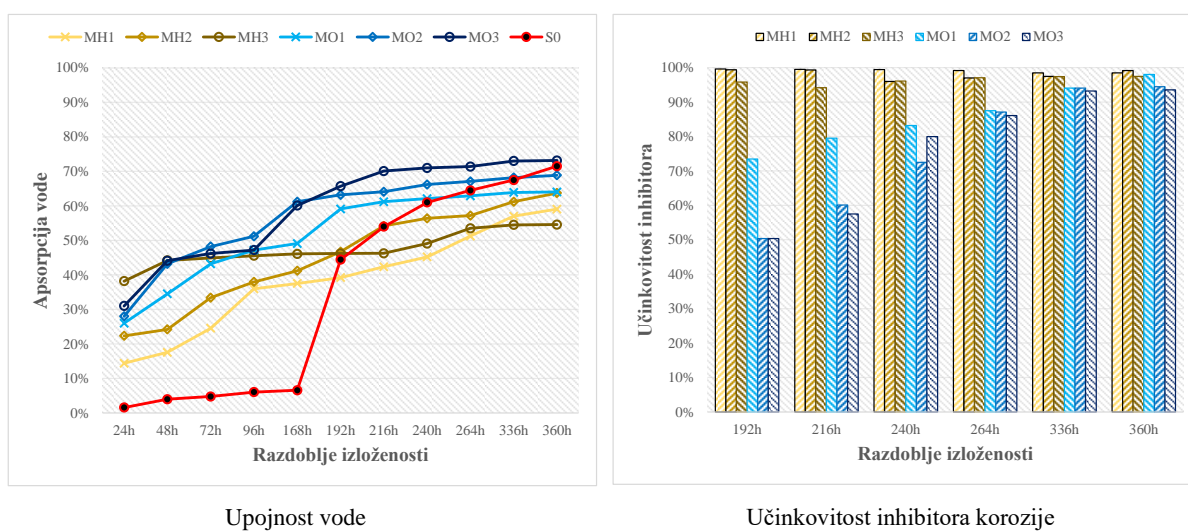 MH1 MH2 MH3 MO1 MO2 MO3 S0
100%
90%
80%
70%
60%
50%
40%
30%
20%
10%
0%
Apsorpcija vode
24h 48h 72h 96h 168h 192h 216h 240h 264h 336h 360h
Razdoblje izloženosti
Upojnost vode
MH1 MH2 MH3 MO1 MO2 MO3
100%
90%
80%
70%
60%
50%
40%
30%
20%
10%
0%
Učinkovitost inhibitora
192h 216h 240h 264h 336h 360h
Razdoblje izloženosti
Učinkovitost inhibitora korozije